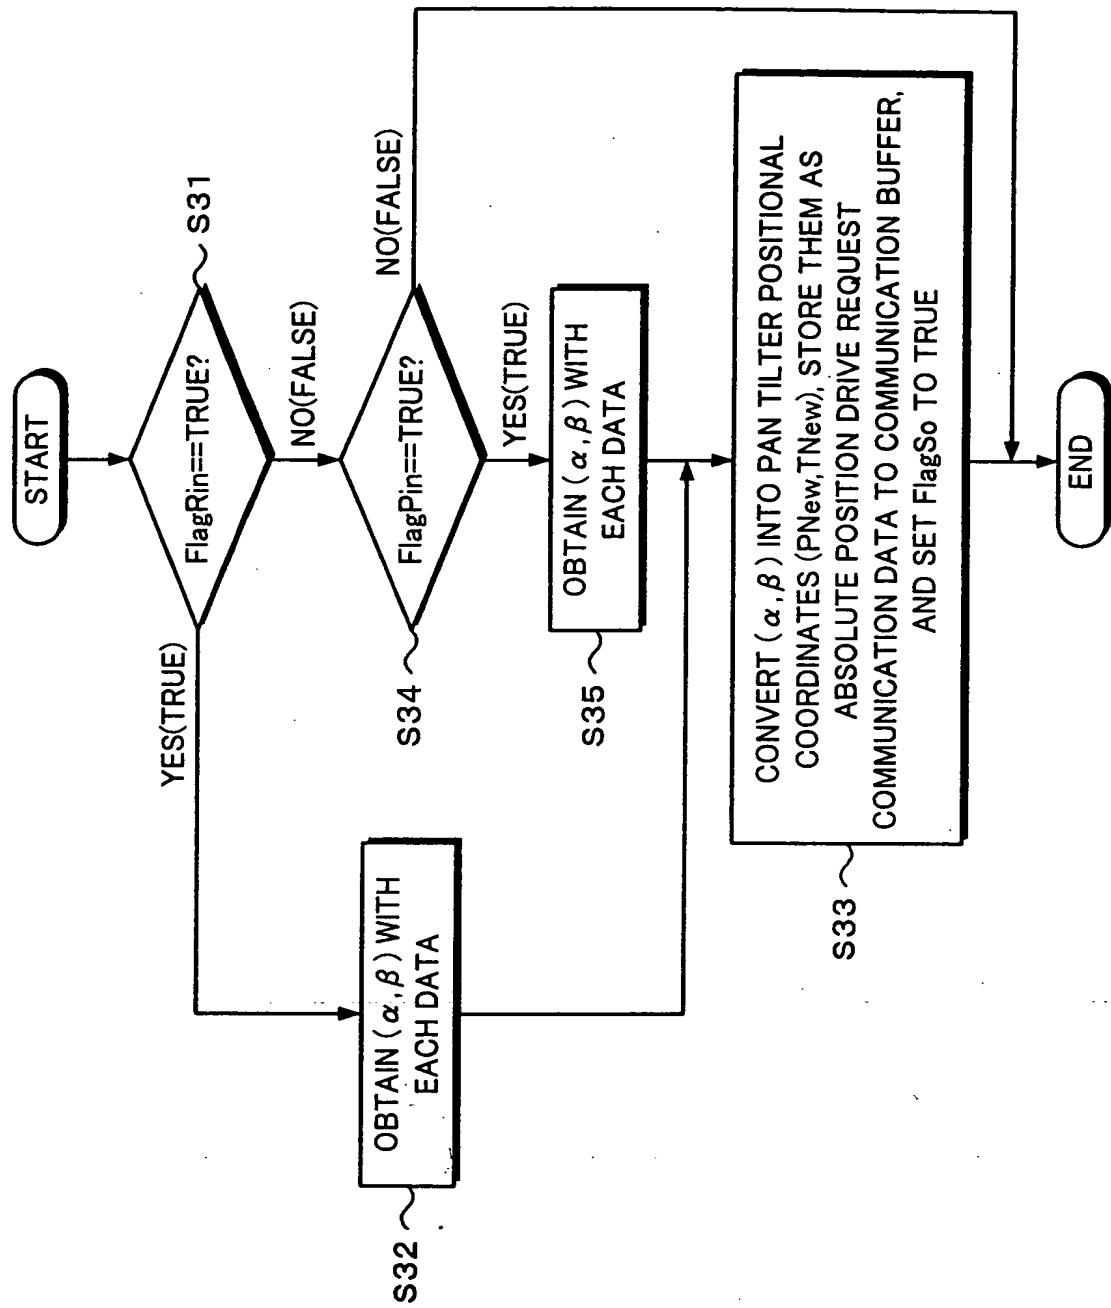 START
FlagRin==TRUE?
S31
YES(TRUE)
NO(FALSE)
OBTAIN (α,β) WITH
EACH DATA
S32
FlagPin==TRUE?
S34
NO(FALSE)
YES(TRUE)
OBTAIN (α,β) WITH
EACH DATA
S35
CONVERT (α,β) INTO PAN TILTER POSITIONAL
COORDINATES (PNew,TNew), STORE THEM AS
ABSOLUTE POSITION DRIVE REQUEST
COMMUNICATION DATA TO COMMUNICATION BUFFER,
AND SET FlagSo TO TRUE
S33
END